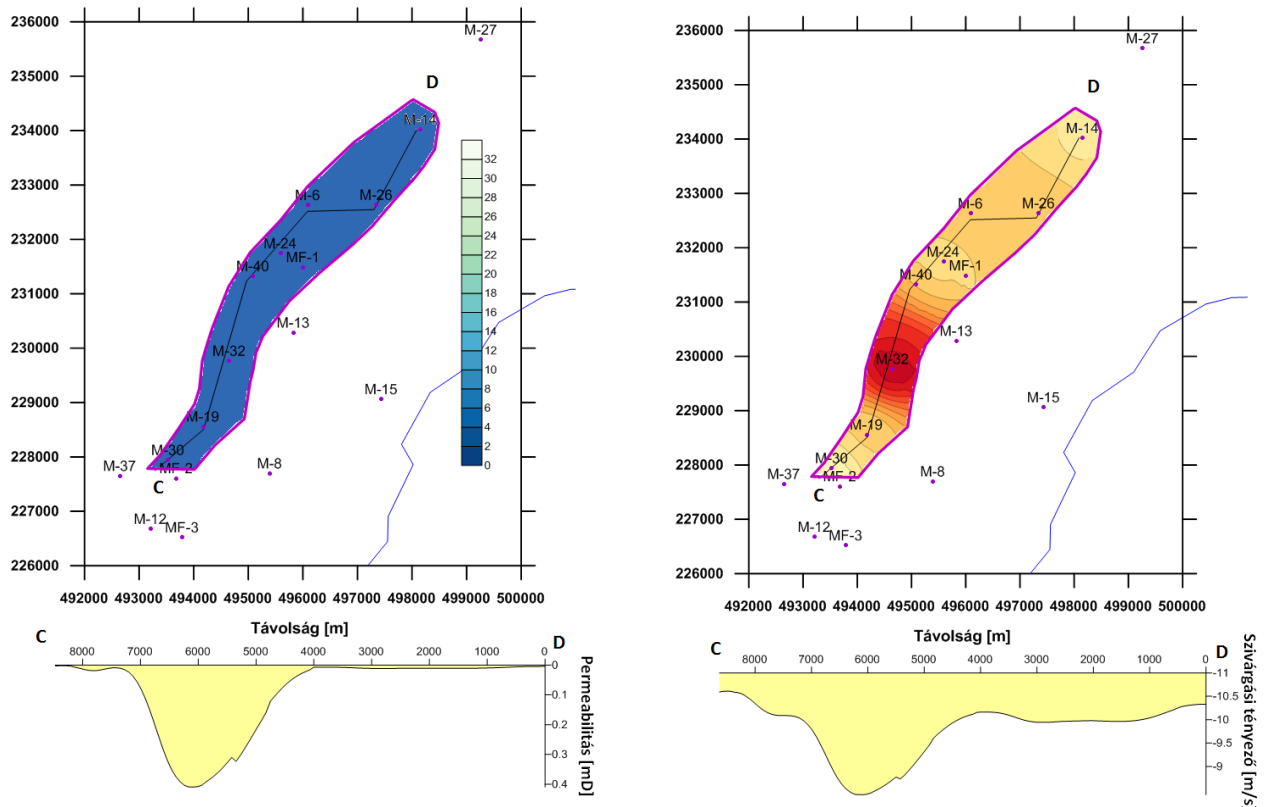 236000
235000
234000
233000
232000
231000
230000
229000
228000
227000
226000
492000 493000 494000 495000 496000 497000 498000 499000 500000
M-27
D
M-14
M-6
M-26
M-24
MF-1
M-40
M-13
M-32
M-15
M-19
M-30
M-37
MF-2
M-8
C
M-12
MF-3
32
30
28
26
24
22
20
18
16
14
12
10
8
6
4
2
0
Távolság [m]
C
D
8000 7000 6000 5000 4000 3000 2000 1000 0
0
-0.1
-0.2
-0.3
-0.4
Permeabilitás [mD]
236000
235000
234000
233000
232000
231000
230000
229000
228000
227000
226000
492000 493000 494000 495000 496000 497000 498000 499000 500000
M-27
D
M-14
M-6
M-26
M-24
MF-1
M-40
M-13
M-32
M-15
M-19
M-30
M-37
MF-2
M-8
C
M-12
MF-3
Távolság [m]
C
D
8000 7000 6000 5000 4000 3000 2000 1000 0
-11
-10.5
-10
-9.5
-9
Szivárgási tényező [m/s